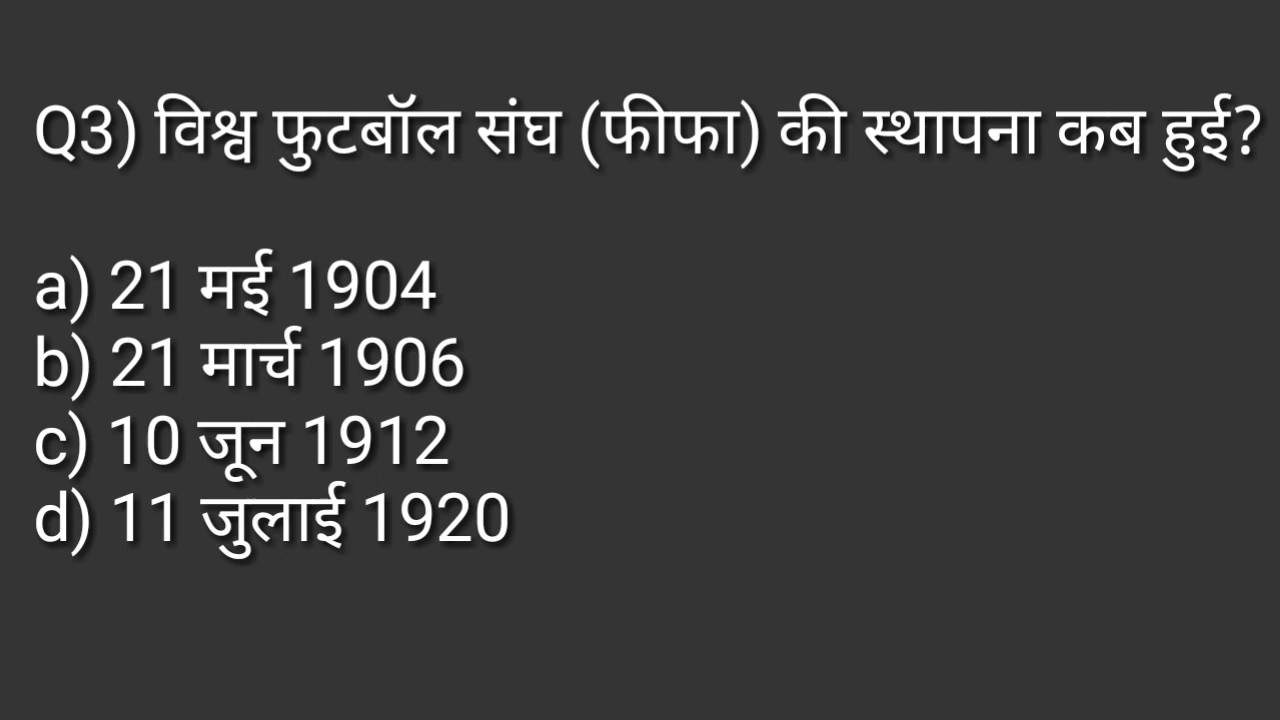 Q3) विश्व फुटबॉल संघ (फीफा) की स्थापना कब हुई?
a) 21 मई 1904
b) 21 मार्च 1906
c) 10 जून 1912
d) 11 जुलाई 1920